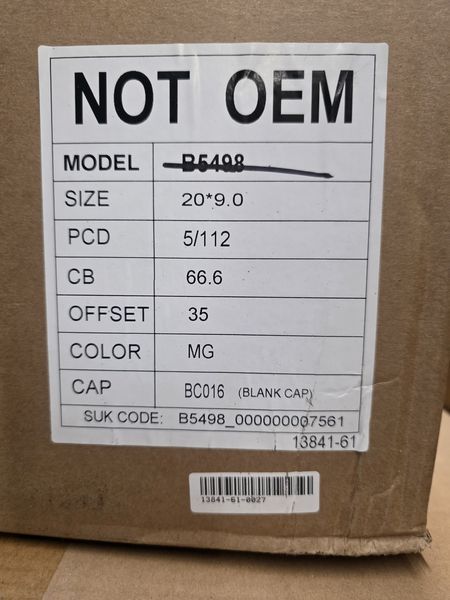 NOT OEM
MODEL B5498
SIZE 20*9.0
PCD 5/112
CB 66.6
OFFSET 35
COLOR MG
CAP BC016 (BLANK CAP)
SUK CODE: B5498_000000007561
13841-61
13841-61-0027